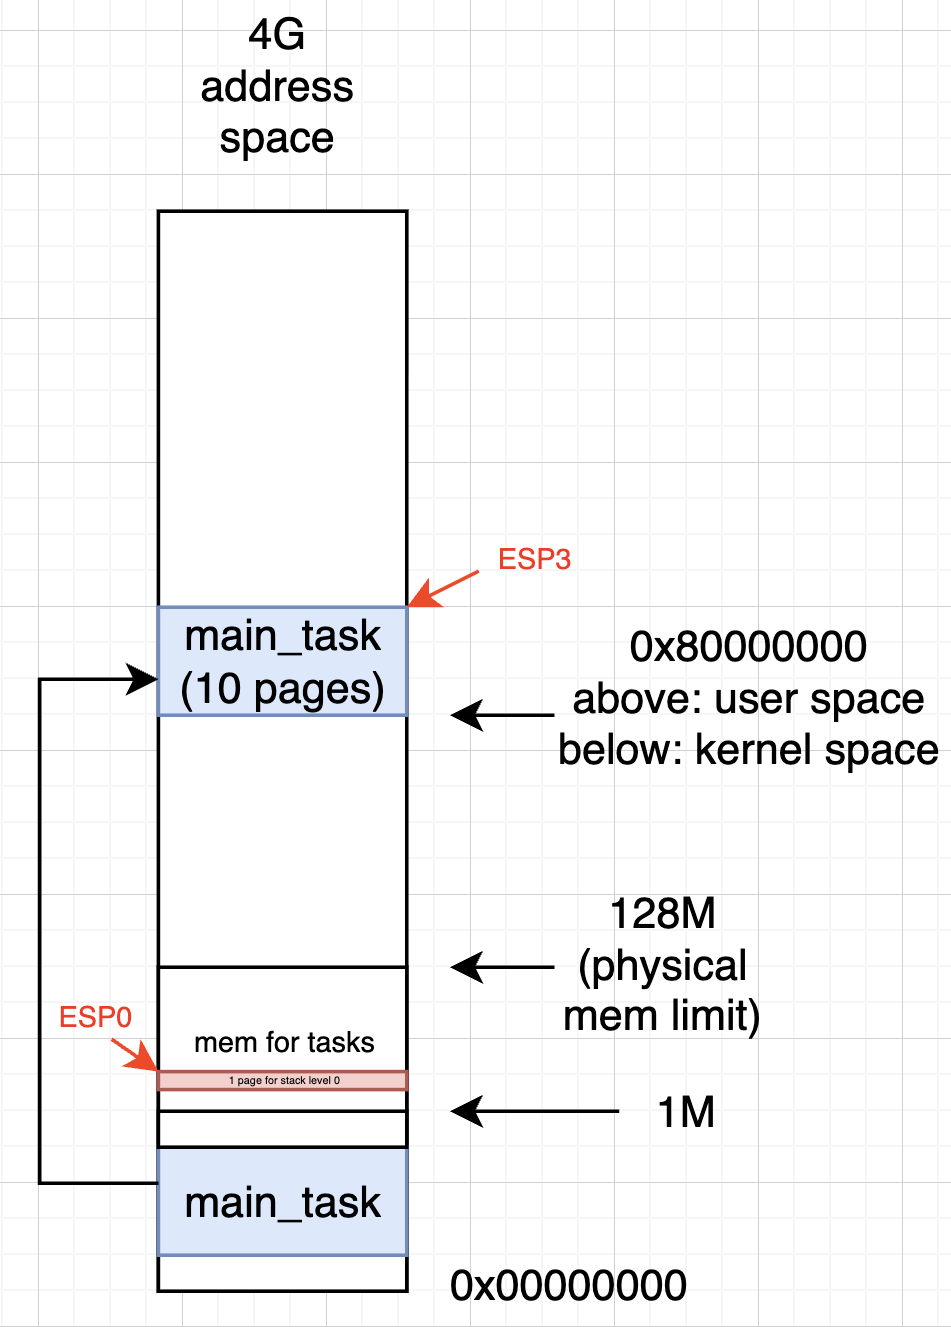 4G
address
space
ESP3
main_task
(10 pages)
0x80000000
above: user space
below: kernel space
128M
(physical
mem limit)
ESP0
mem for tasks
1 page for stack level 0
1M
main_task
0x00000000